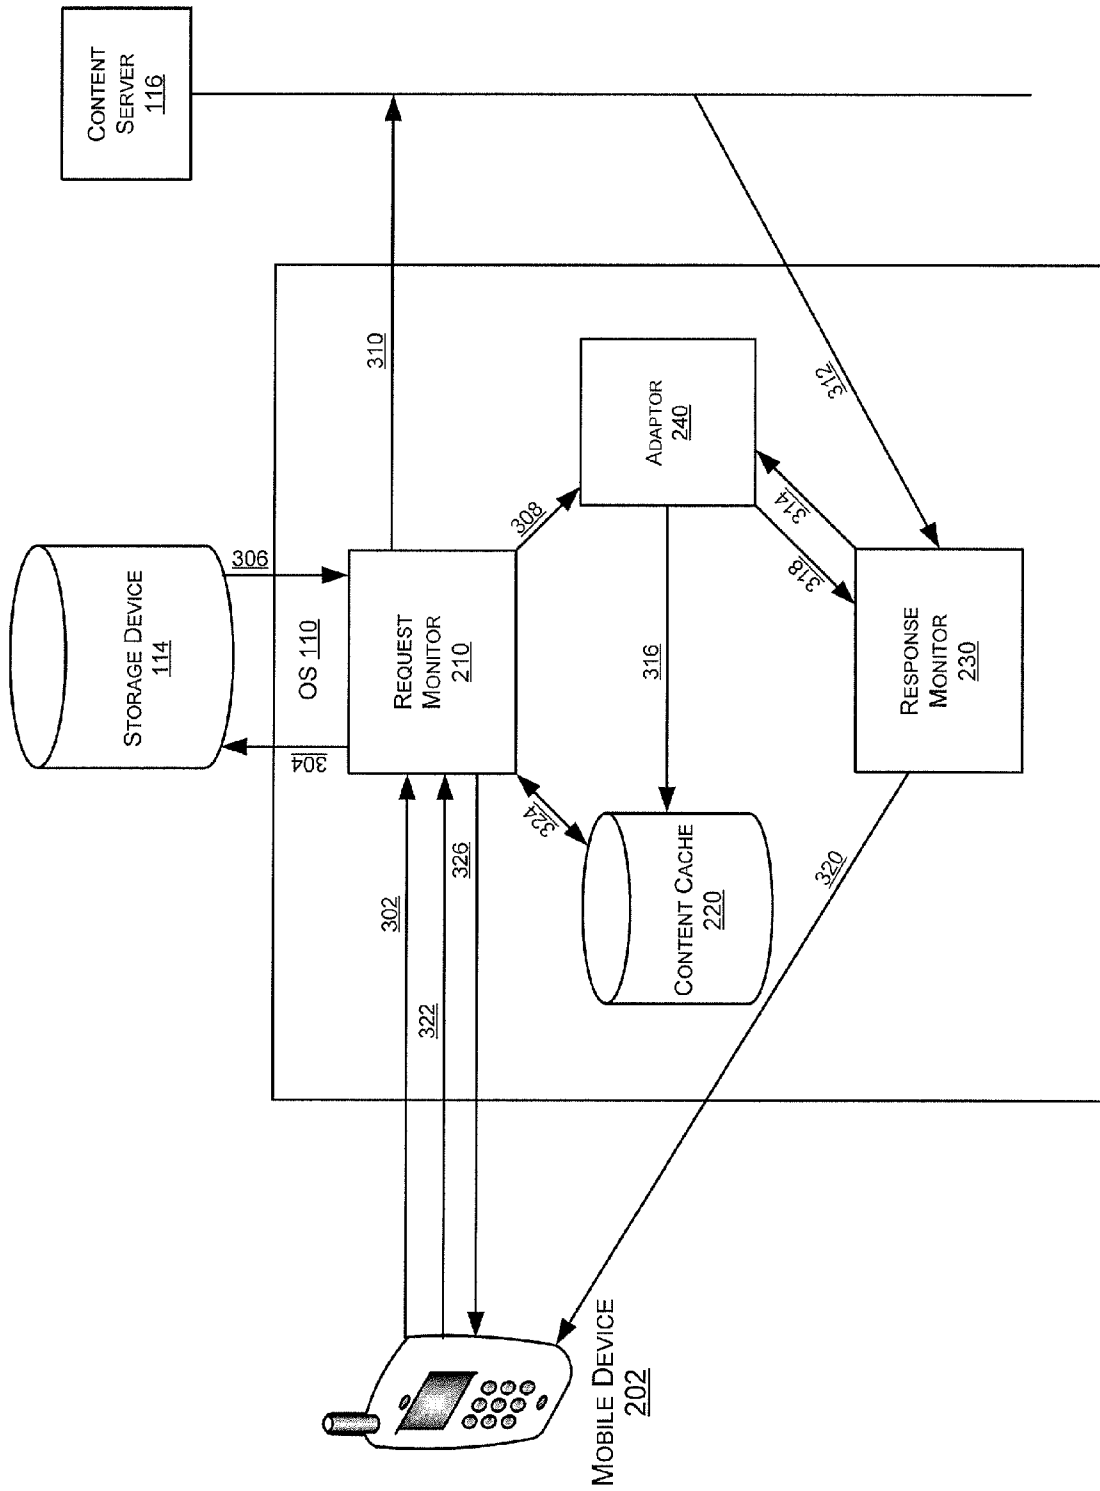 CONTENT
SERVER
116
STORAGE DEVICE
114
306
304
OS 110
310
REQUEST
MONITOR
210
302
322
326
308
324
ADAPTOR
240
316
CONTENT CACHE
220
314
318
312
RESPONSE
MONITOR
230
320
MOBILE DEVICE
202